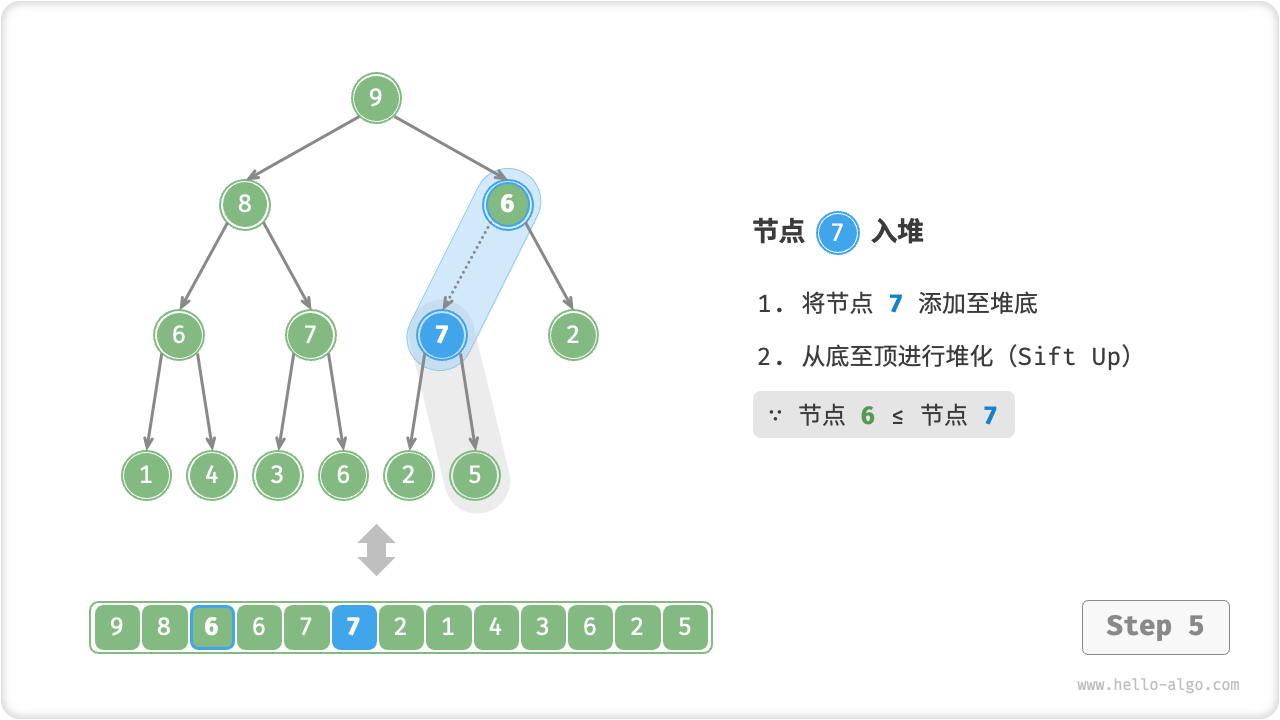 9
8 6
6 7 7 2
1 4 3 6 2 5
9 8 6 6 7 7 2 1 4 3 6 2 5
节点 7 入堆
1. 将节点 7 添加至堆底
2. 从底至顶进行堆化（Sift Up）
∵ 节点 6 ≤ 节点 7
Step 5
www.hello-algo.com